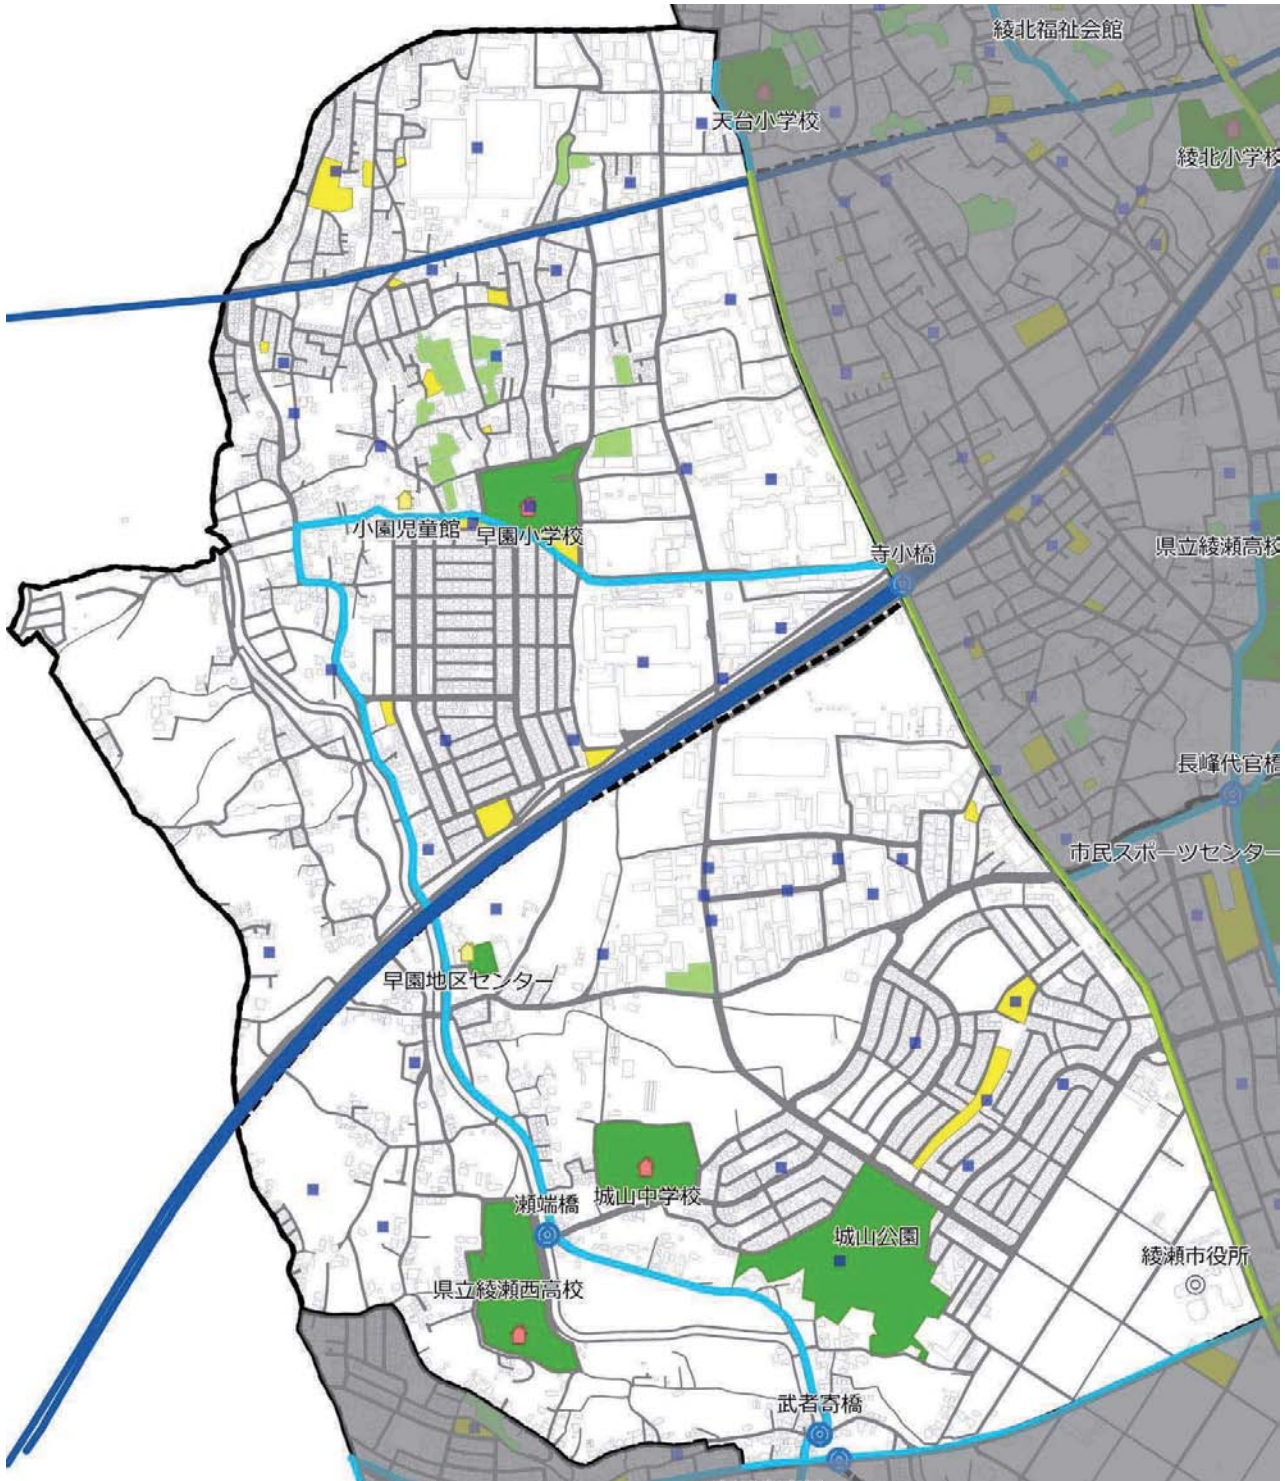 綾北福祉会館
天台小学校
綾北小学校
小園児童館
早園小学校
寺小橋
県立綾瀬高校
長峰代官橋
市民スポーツセンター
早園地区センター
瀬端橋
城山中学校
城山公園
綾瀬市役所
県立綾瀬西高校
武者寄橋